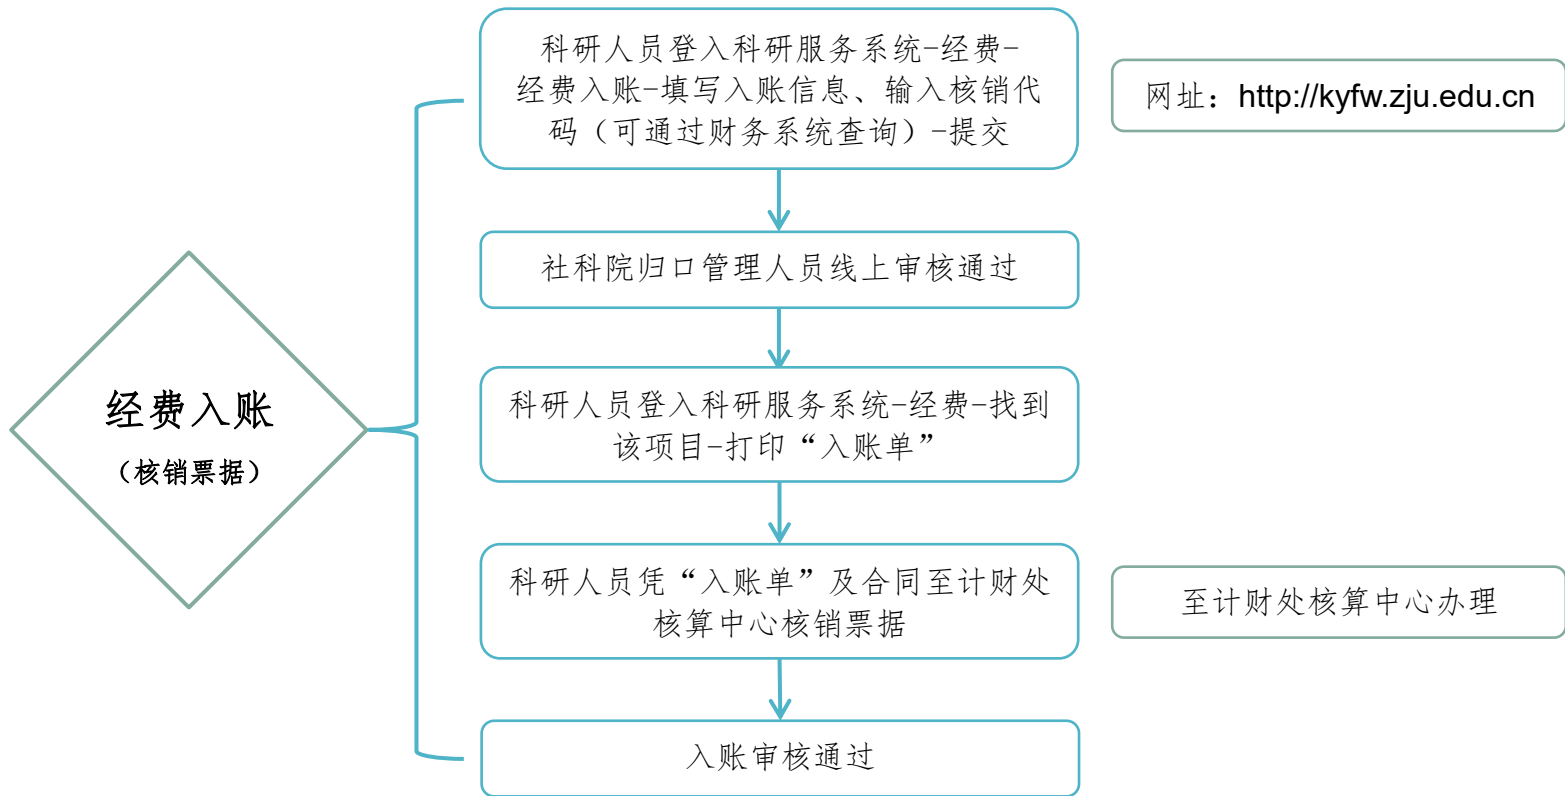 科研人员登入科研服务系统-经费-
经费入账-填写入账信息、输入核销代
码（可通过财务系统查询）-提交
网址：http://kyfw.zju.edu.cn
社科院归口管理人员线上审核通过
经费入账
（核销票据）
科研人员登入科研服务系统-经费-找到
该项目-打印“入账单”
科研人员凭“入账单”及合同至计财处
核算中心核销票据
至计财处核算中心办理
入账审核通过